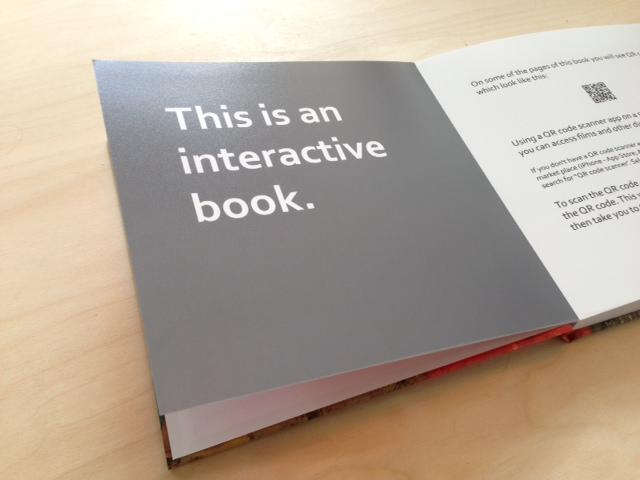 This is an
interactive
book.
On some of the pages of this book you will see QR
which look like this:
Using a QR code scanner app on a
you can access films and other
If you don't have a QR code scanner
market place (iPhone - App Store,
search for "QR code scanner".
To scan the QR code,
the QR code. This
then take you to